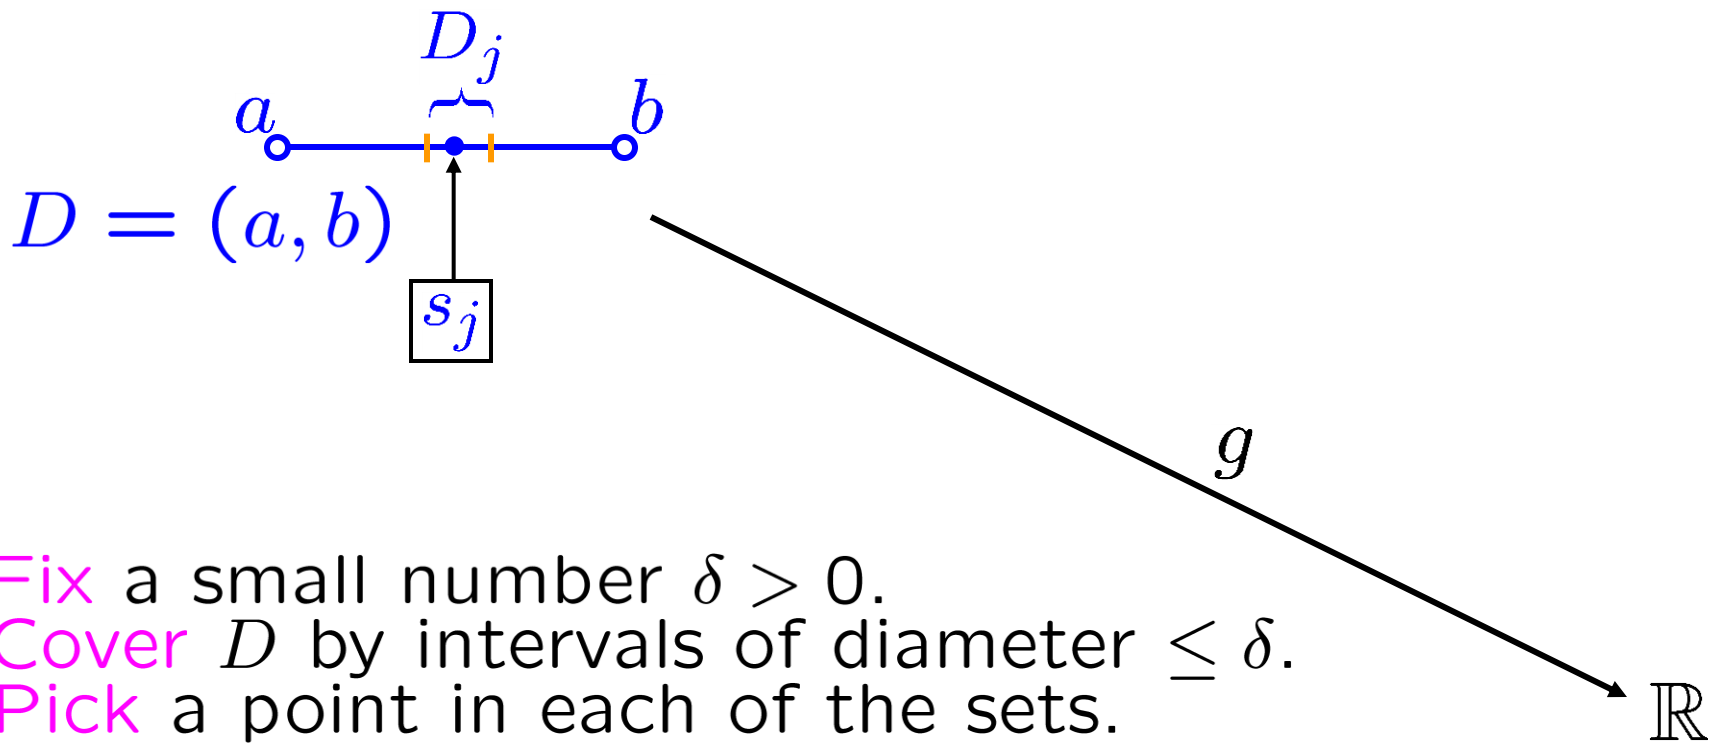 D_j
a
b
D = (a, b)
s_j
g
Fix a small number δ > 0.
Cover D by intervals of diameter ≤ δ.
Pick a point in each of the sets.
ℝ